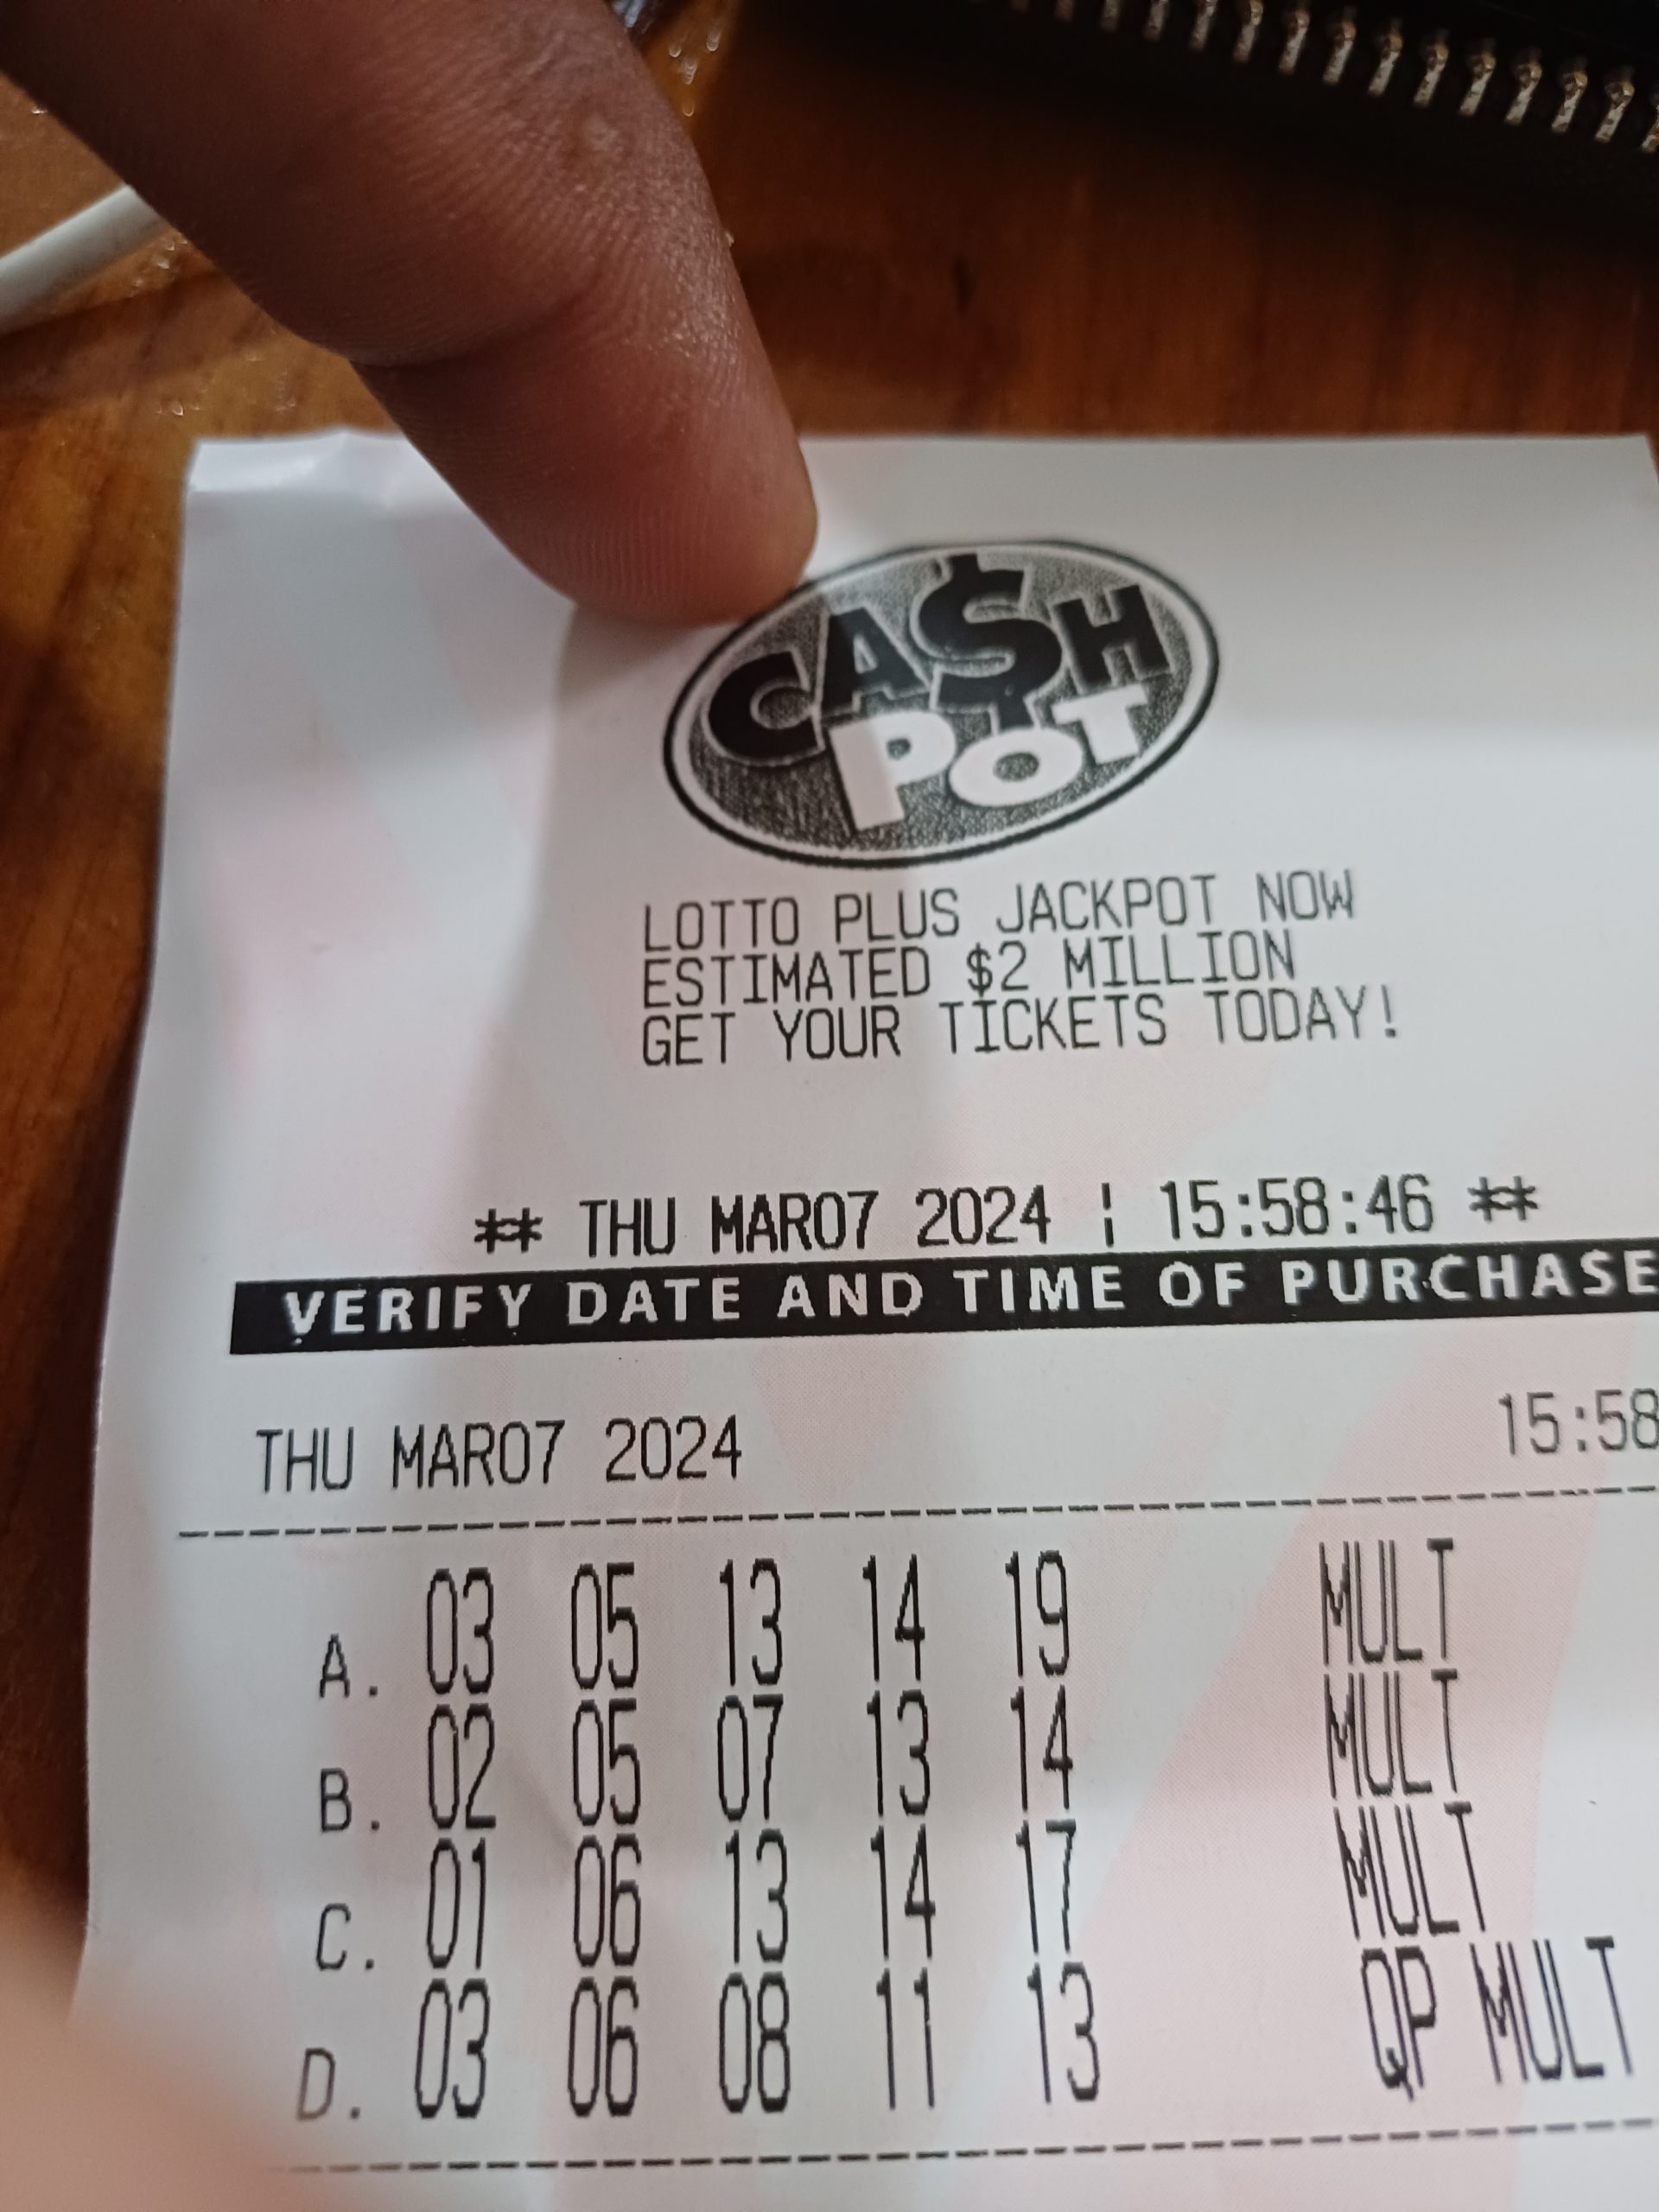 CA$H
POT
LOTTO PLUS JACKPOT NOW
ESTIMATED $2 MILLION
GET YOUR TICKETS TODAY!
** THU MAR07 2024 ¦ 15:58:46 **
VERIFY DATE AND TIME OF PURCHASE
THU MAR07 2024 15:58
A. 03 05 13 14 19 MULT
B. 02 05 07 13 14 MULT
C. 01 06 13 14 17 MULT
D. 03 06 08 11 13 QP MULT